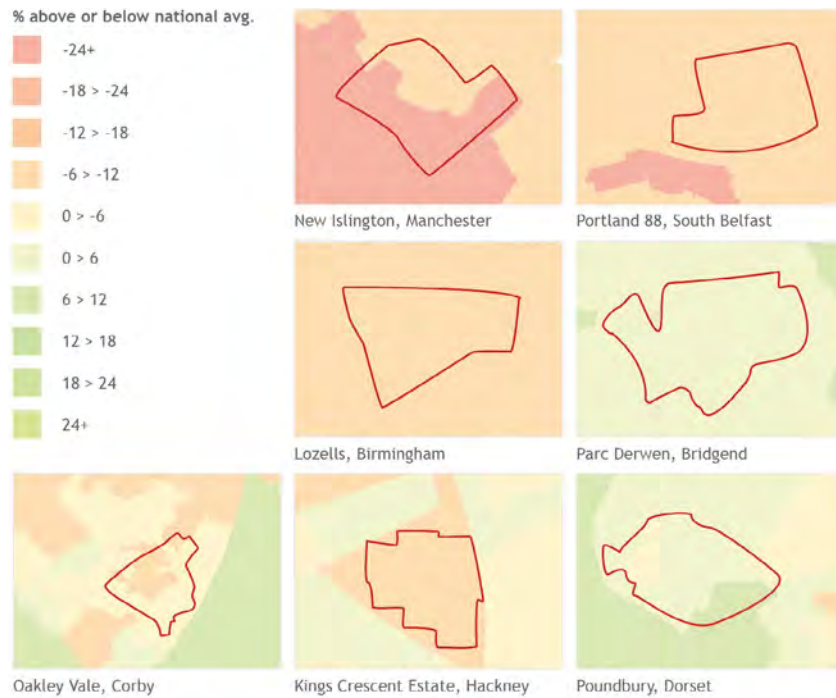 % above or below national avg.
-24+
-18 > -24
-12 > -18
-6 > -12
0 > -6
0 > 6
6 > 12
12 > 18
18 > 24
24+
New Islington, Manchester
Portland 88, South Belfast
Lozells, Birmingham
Parc Derwen, Bridgend
Oakley Vale, Corby
Kings Crescent Estate, Hackney
Poundbury, Dorset